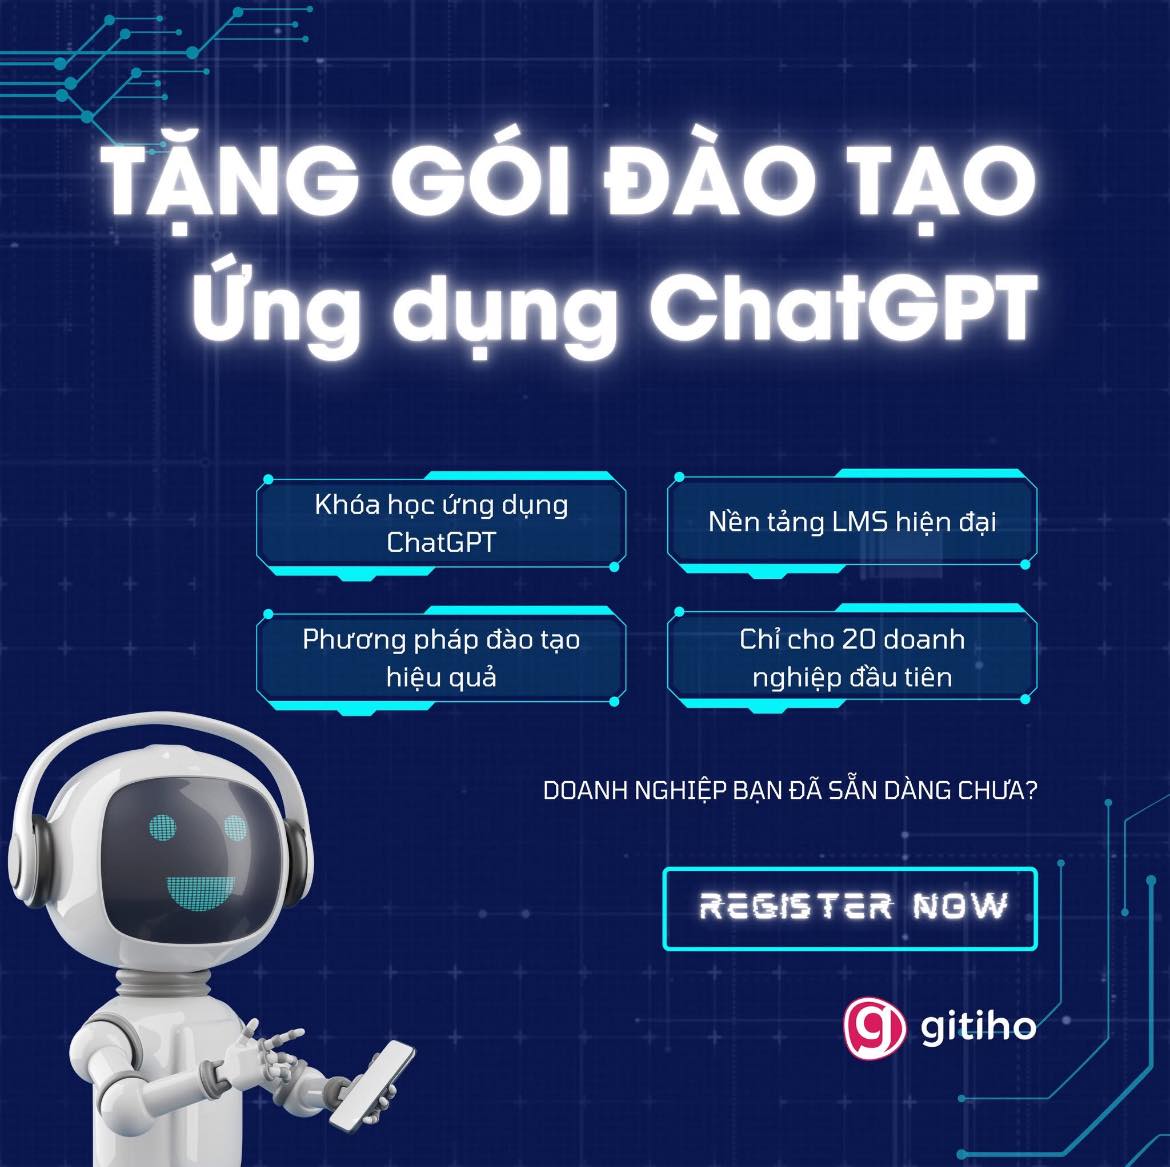 TẶNG GÓI ĐÀO TẠO
Ứng dụng ChatGPT
Khóa học ứng dụng
ChatGPT
Nền tảng LMS hiện đại
Phương pháp đào tạo
hiệu quả
Chỉ cho 20 doanh
nghiệp đầu tiên
DOANH NGHIỆP BẠN ĐÃ SẴN DÀNG CHƯA?
REGISTER NOW
gitiho